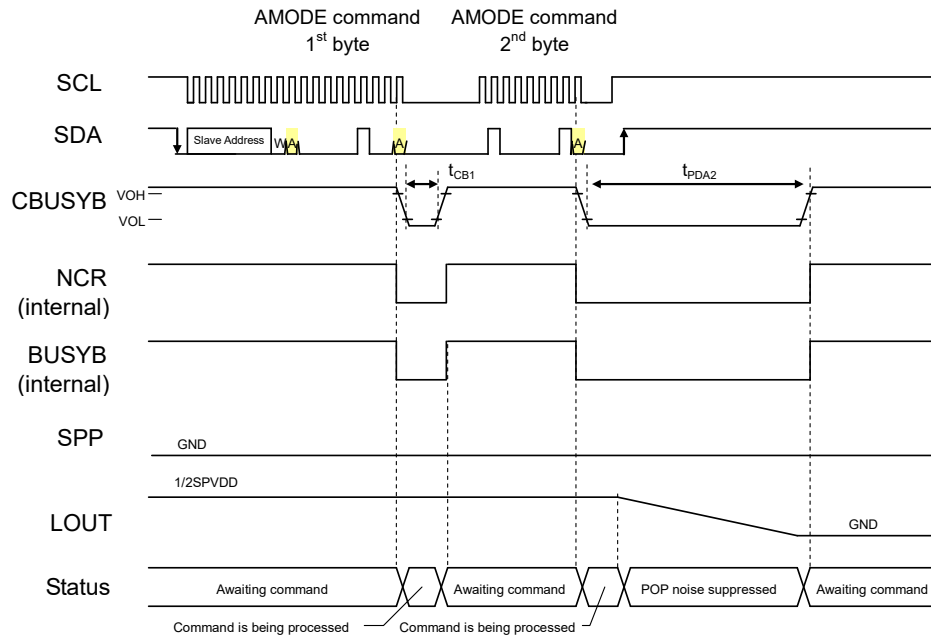 AMODE command
1st byte
AMODE command
2nd byte
SCL
SDA
Slave Address
W
A
A
A
tCB1
tPDA2
CBUSYB
VOH
VOL
NCR
(internal)
BUSYB
(internal)
SPP
GND
1/2SPVDD
LOUT
GND
Status
Awaiting command
Awaiting command
POP noise suppressed
Awaiting command
Command is being processed
Command is being processed